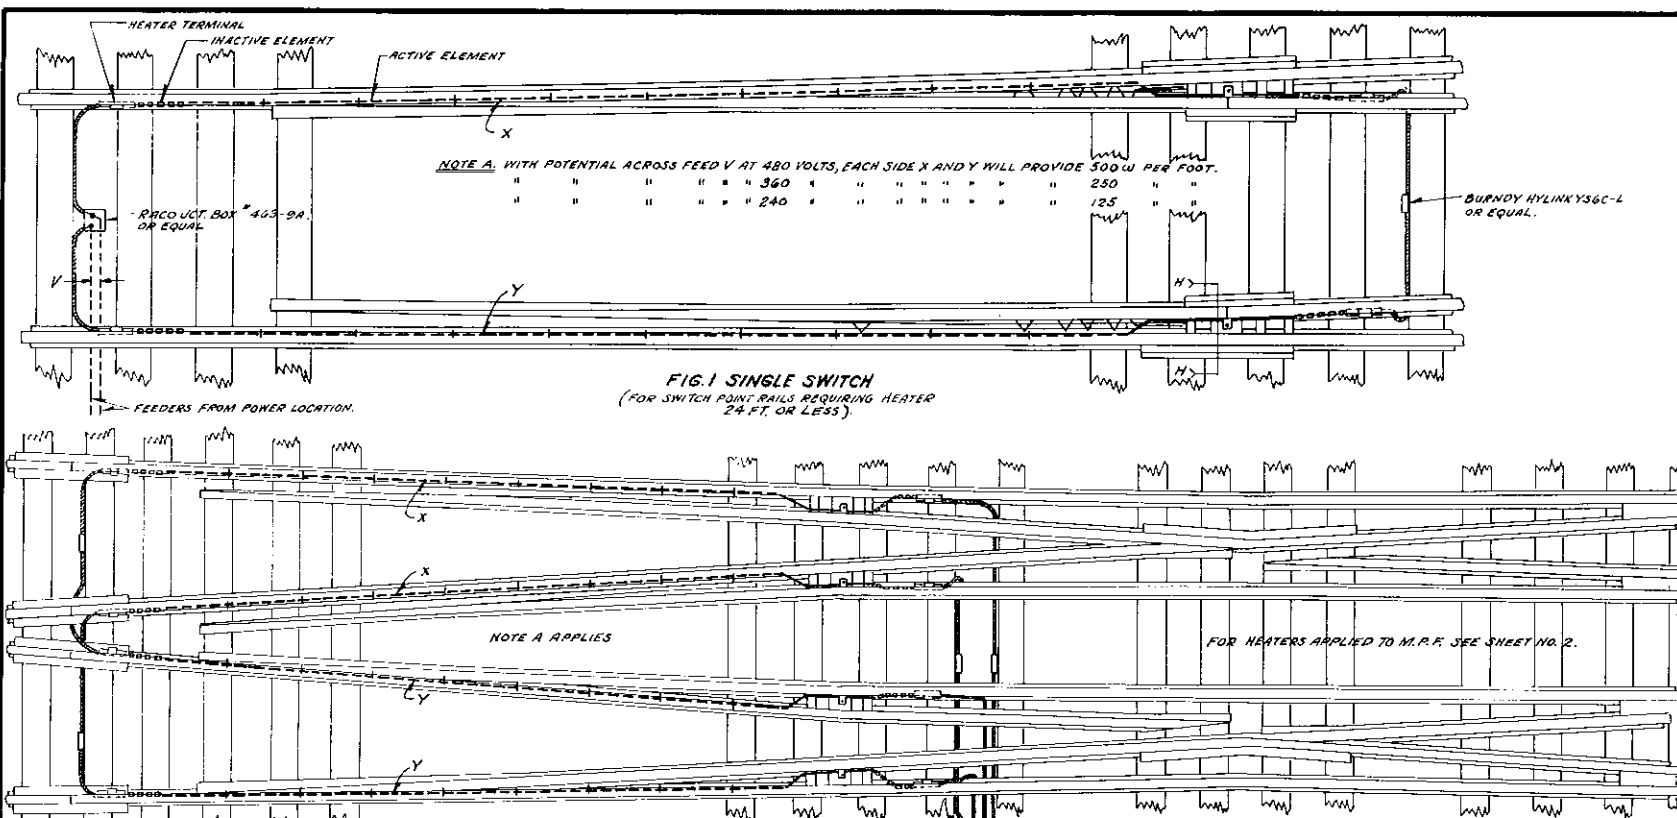 HEATER TERMINAL
INACTIVE ELEMENT
ACTIVE ELEMENT
X
NOTE A. WITH POTENTIAL ACROSS FEED V AT 480 VOLTS, EACH SIDE X AND Y WILL PROVIDE 500 W PER FOOT.
" " " " " " 360 " " " " " " " " 250 " "
" " " " " " 240 " " " " " " " " 125 " "
RACO JCT. BOX #463-9A
OR EQUAL
BURNDY HYLINK YS6C-L
OR EQUAL.
V
Y
H
H
FIG. 1 SINGLE SWITCH
(FOR SWITCH POINT RAILS REQUIRING HEATER
24 FT. OR LESS).
FEEDERS FROM POWER LOCATION.
X
X
NOTE A APPLIES
FOR HEATERS APPLIED TO M.P.F. SEE SHEET NO. 2.
Y
Y